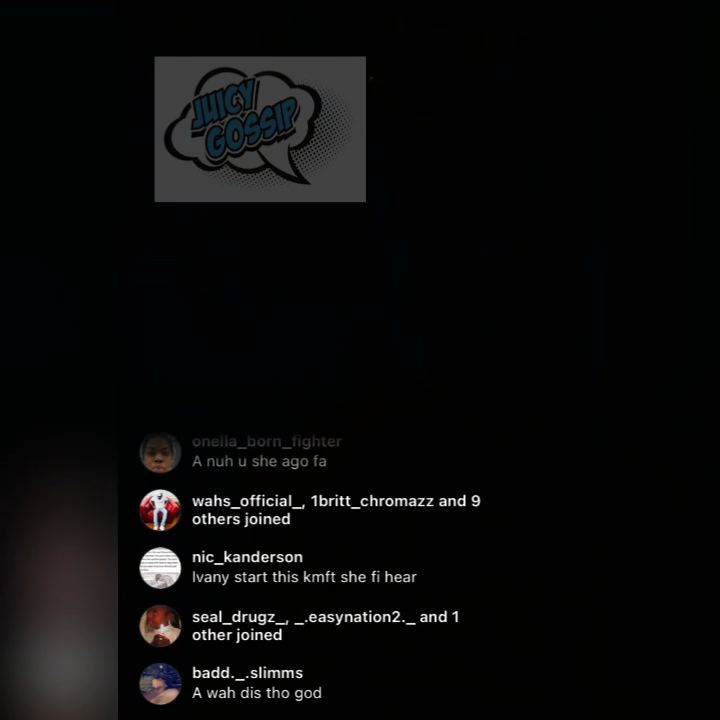 JUICY
GOSSIP
onella_born_fighter
A nuh u she ago fa
wahs_official_, 1britt_chromazz and 9
others joined
nic_kanderson
Ivany start this kmft she fi hear
seal_drugz_, _.easynation2._ and 1
other joined
badd._.slimms
A wah dis tho god